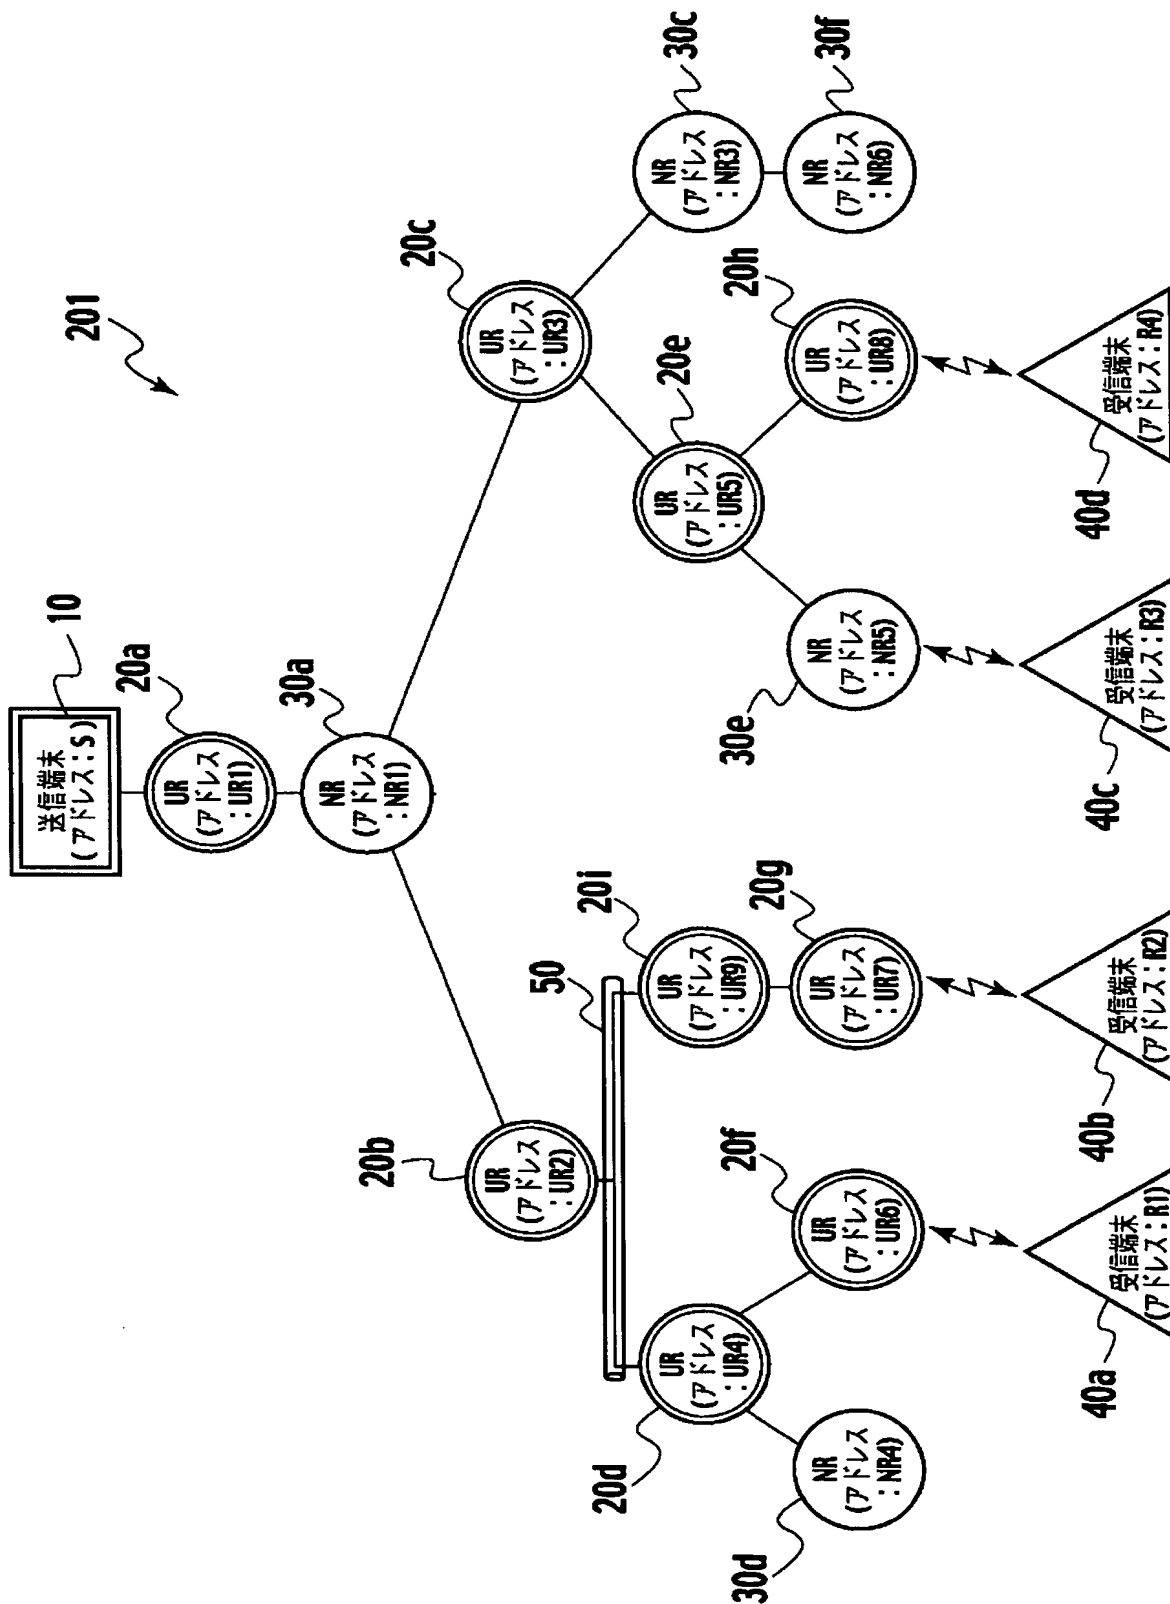 201
送信端末
(アドレス:S)
10
UR
(アドレス
:UR1)
20a
NR
(アドレス
:NR1)
30a
UR
(アドレス
:UR2)
20b
UR
(アドレス
:UR3)
20c
50
UR
(アドレス
:UR4)
20d
UR
(アドレス
:UR9)
20i
UR
(アドレス
:UR5)
20e
NR
(アドレス
:NR3)
30c
NR
(アドレス
:NR4)
30d
UR
(アドレス
:UR6)
20f
UR
(アドレス
:UR7)
20g
NR
(アドレス
:NR5)
30e
UR
(アドレス
:UR8)
20h
NR
(アドレス
:NR6)
30f
受信端末
(アドレス:R1)
40a
受信端末
(アドレス:R2)
40b
受信端末
(アドレス:R3)
40c
受信端末
(アドレス:R4)
40d